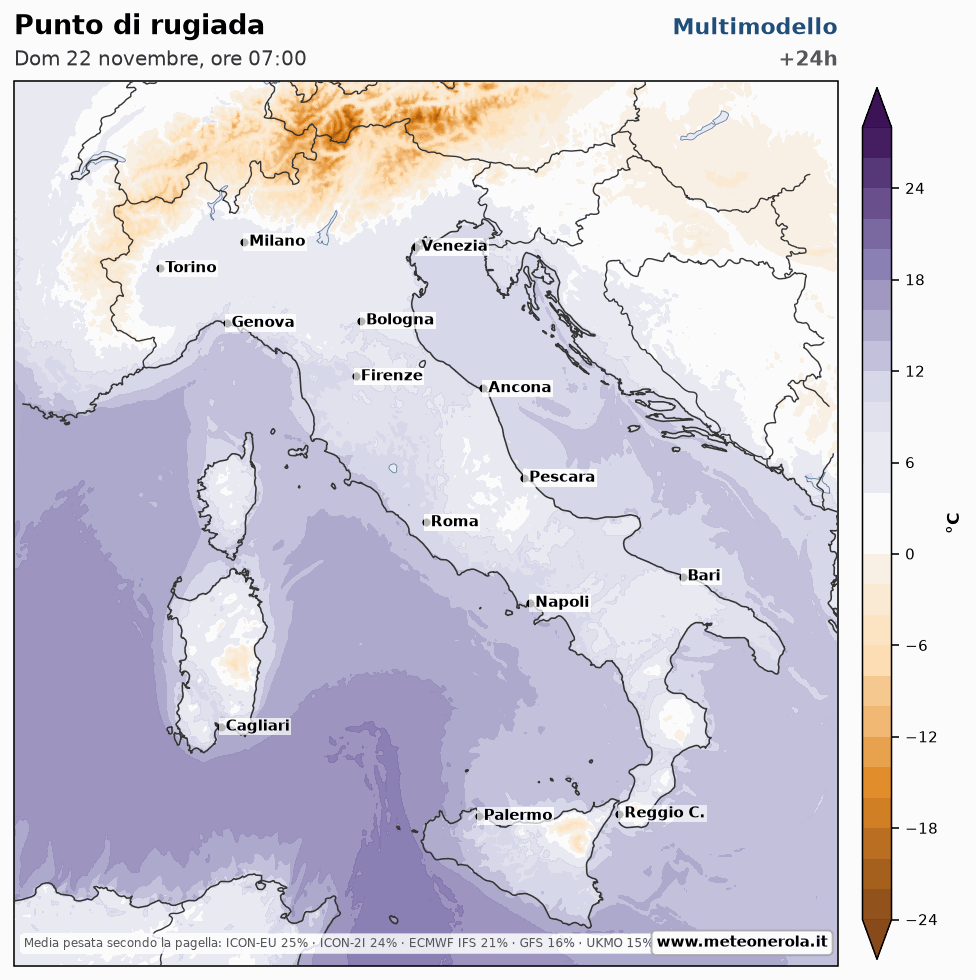 Punto di rugiada
Multimodello
Dom 22 novembre, ore 07:00
+24h
24
18
12
6
0
−6
−12
−18
−24
°C
Milano
Venezia
Torino
Genova
Bologna
Firenze
Ancona
Pescara
Roma
Bari
Napoli
Cagliari
Palermo
Reggio C.
Media pesata secondo la pagella: ICON-EU 25% · ICON-2I 24% · ECMWF IFS 21% · GFS 16% · UKMO 15%
www.meteonerola.it